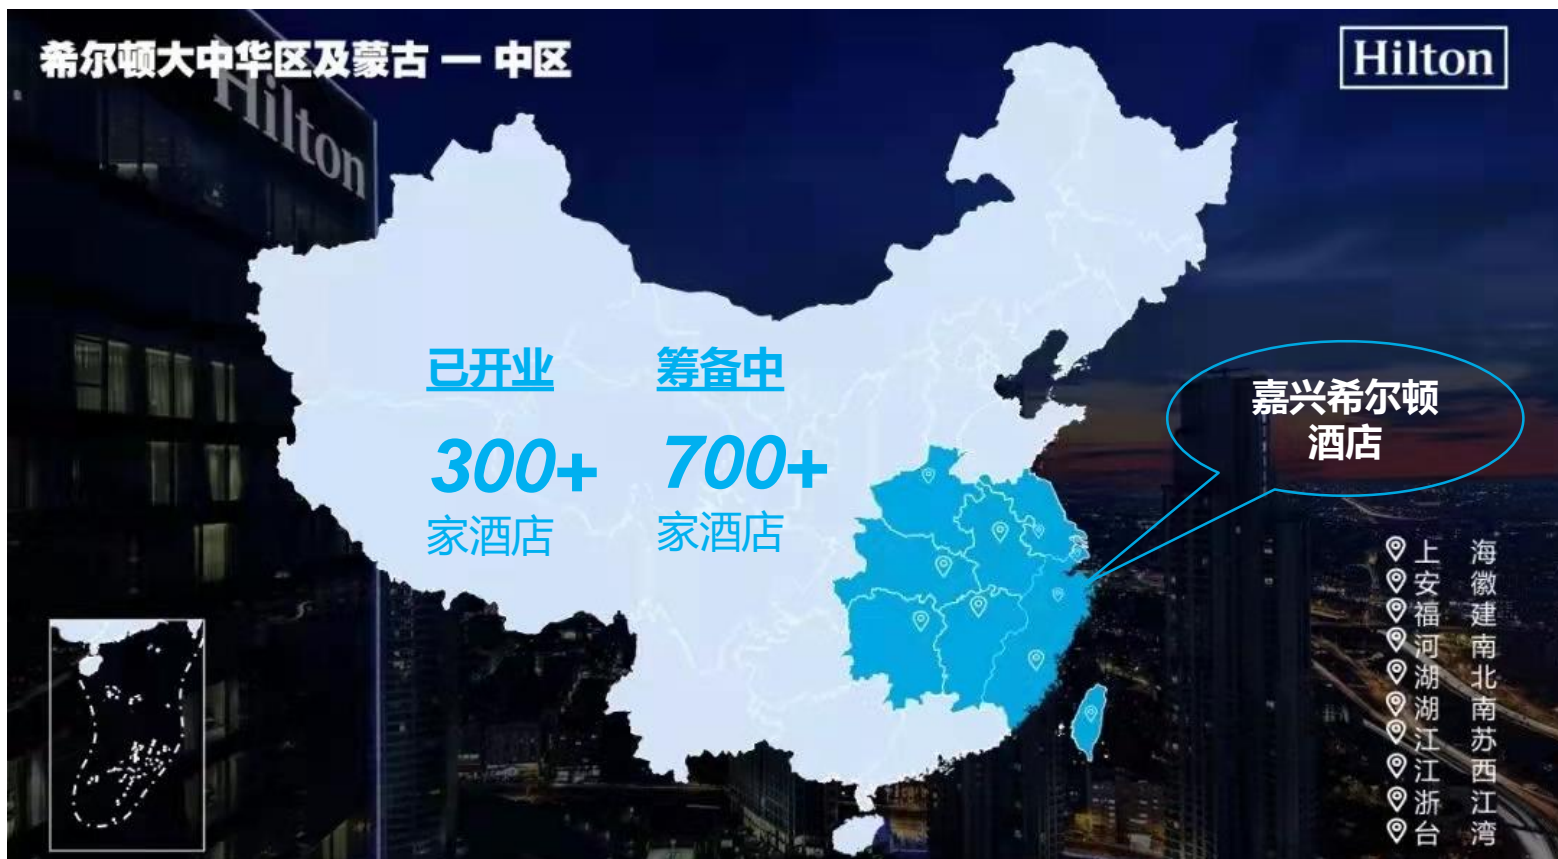 希尔顿大中华区及蒙古 — 中区
Hilton
Hilton
已开业
300+
家酒店
筹备中
700+
家酒店
嘉兴希尔顿
酒店
上海
安徽
福建
河南
湖北
湖南
江苏
江西
浙江
台湾